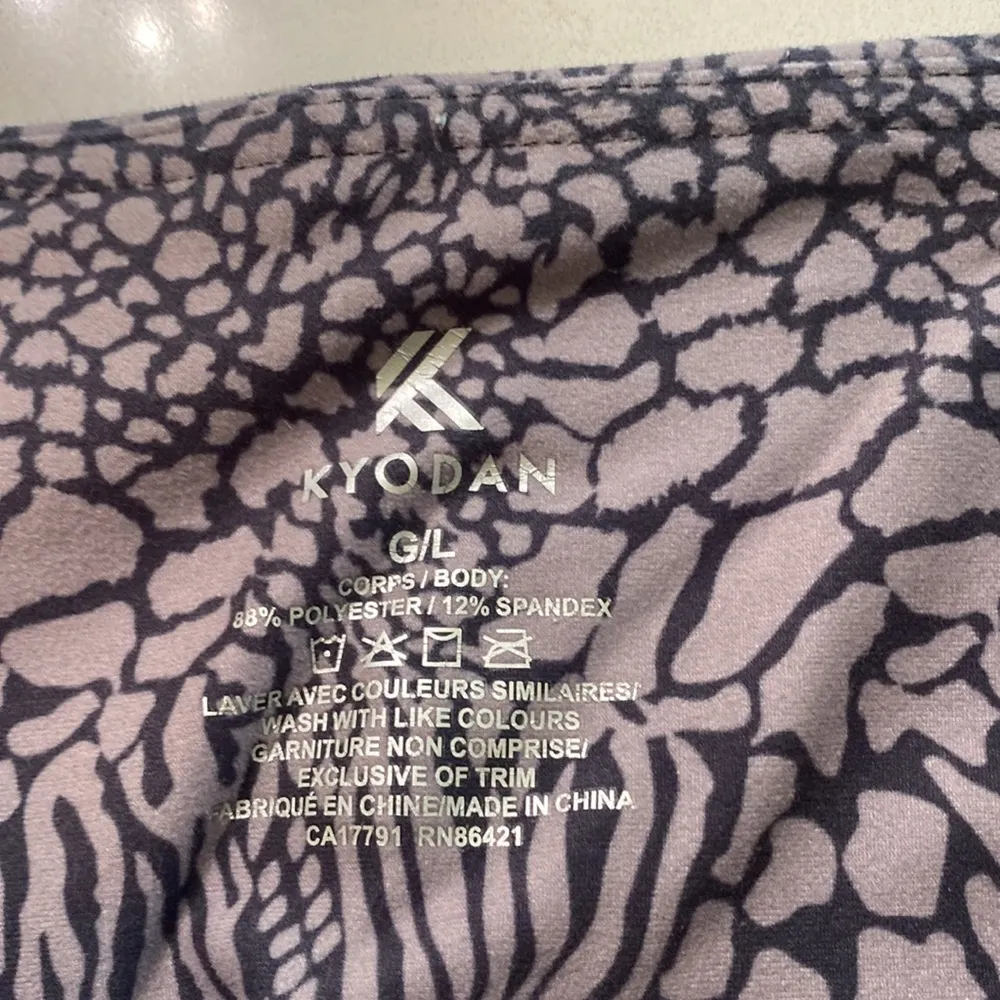 KYODAN
G/L
CORPS / BODY:
88% POLYESTER / 12% SPANDEX
LAVER AVEC COULEURS SIMILAIRES/
WASH WITH LIKE COLOURS
GARNITURE NON COMPRISE/
EXCLUSIVE OF TRIM
FABRIQUÉ EN CHINE/MADE IN CHINA
CA17791 RN86421